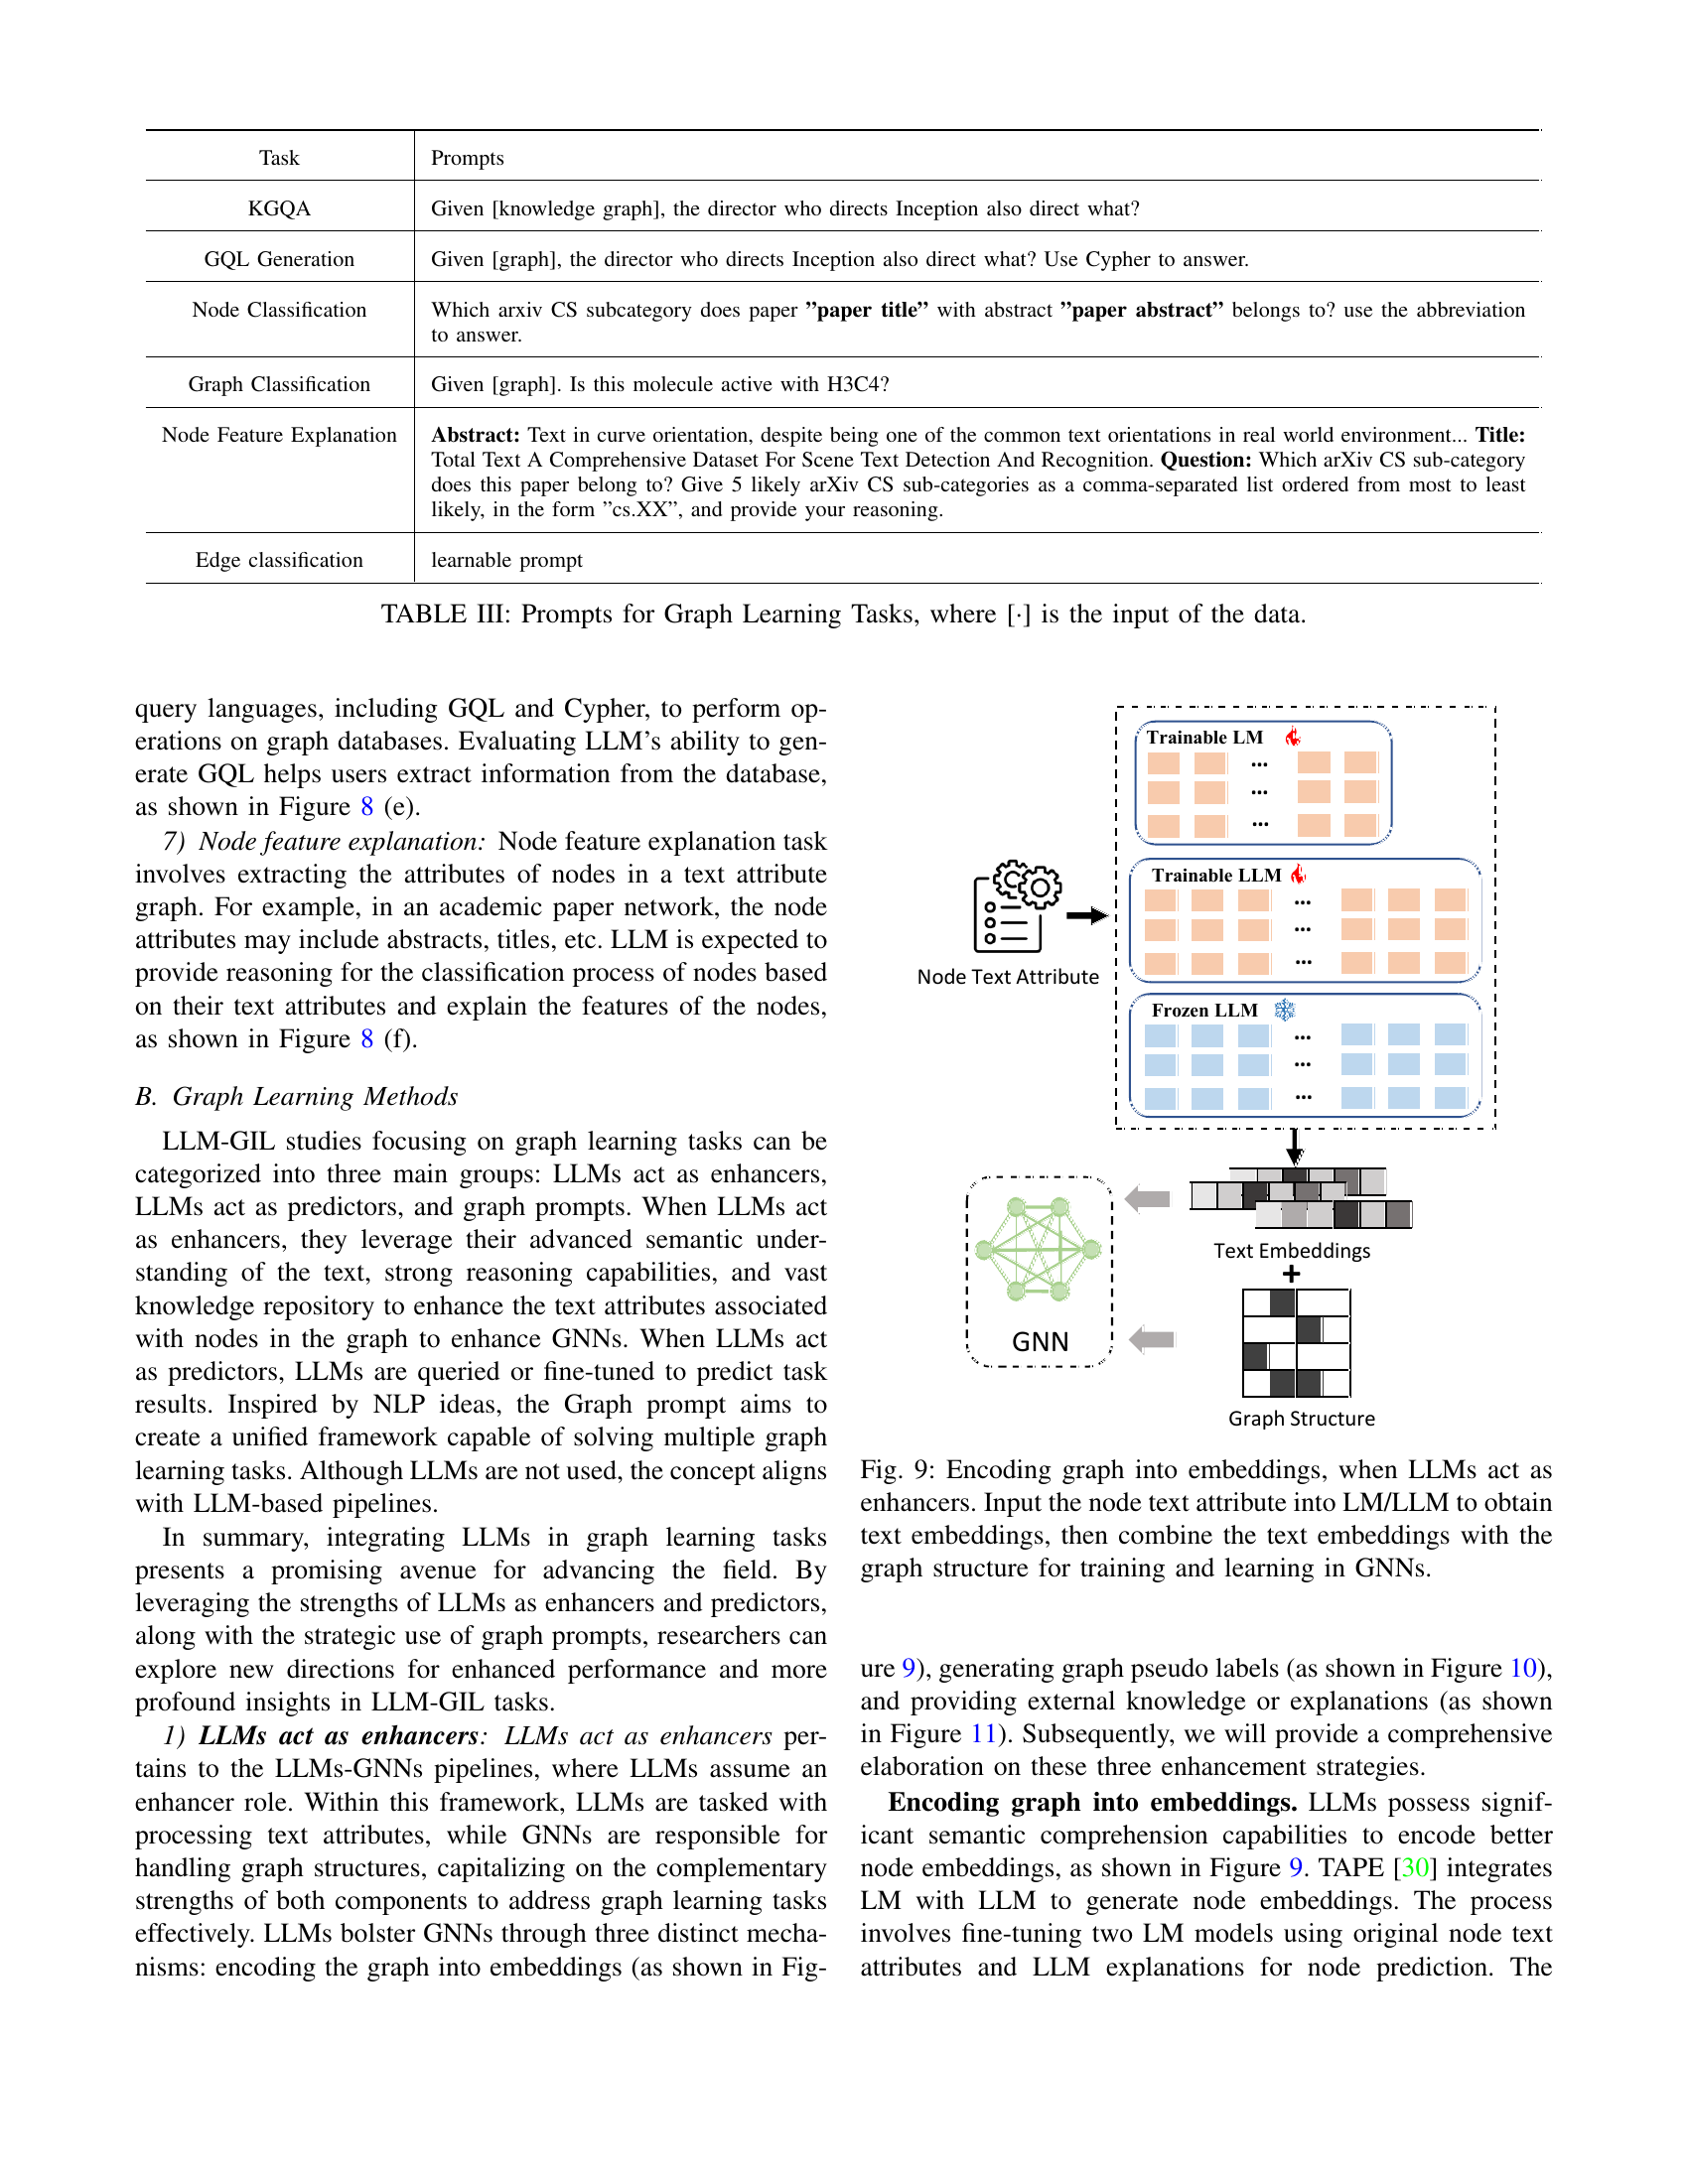 Task Prompts
KGQA Given [knowledge graph], the director who directs Inception also direct what?
GQL Generation Given [graph], the director who directs Inception also direct what? Use Cypher to answer.
Node Classification Which arxiv CS subcategory does paper ”paper title” with abstract ”paper abstract” belongs to? use the abbreviation
to answer.
Graph Classification Given [graph]. Is this molecule active with H3C4?
Node Feature Explanation Abstract: Text in curve orientation, despite being one of the common text orientations in real world environment... Title:
Total Text A Comprehensive Dataset For Scene Text Detection And Recognition. Question: Which arXiv CS sub-category
does this paper belong to? Give 5 likely arXiv CS sub-categories as a comma-separated list ordered from most to least
likely, in the form ”cs.XX”, and provide your reasoning.
Edge classification learnable prompt
TABLE III: Prompts for Graph Learning Tasks, where [·] is the input of the data.
query languages, including GQL and Cypher, to perform op-
erations on graph databases. Evaluating LLM’s ability to gen-
erate GQL helps users extract information from the database,
as shown in Figure 8 (e).
7) Node feature explanation: Node feature explanation task
involves extracting the attributes of nodes in a text attribute
graph. For example, in an academic paper network, the node
attributes may include abstracts, titles, etc. LLM is expected to
provide reasoning for the classification process of nodes based
on their text attributes and explain the features of the nodes,
as shown in Figure 8 (f).
B. Graph Learning Methods
LLM-GIL studies focusing on graph learning tasks can be
categorized into three main groups: LLMs act as enhancers,
LLMs act as predictors, and graph prompts. When LLMs act
as enhancers, they leverage their advanced semantic under-
standing of the text, strong reasoning capabilities, and vast
knowledge repository to enhance the text attributes associated
with nodes in the graph to enhance GNNs. When LLMs act
as predictors, LLMs are queried or fine-tuned to predict task
results. Inspired by NLP ideas, the Graph prompt aims to
create a unified framework capable of solving multiple graph
learning tasks. Although LLMs are not used, the concept aligns
with LLM-based pipelines.
In summary, integrating LLMs in graph learning tasks
presents a promising avenue for advancing the field. By
leveraging the strengths of LLMs as enhancers and predictors,
along with the strategic use of graph prompts, researchers can
explore new directions for enhanced performance and more
profound insights in LLM-GIL tasks.
1) LLMs act as enhancers: LLMs act as enhancers per-
tains to the LLMs-GNNs pipelines, where LLMs assume an
enhancer role. Within this framework, LLMs are tasked with
processing text attributes, while GNNs are responsible for
handling graph structures, capitalizing on the complementary
strengths of both components to address graph learning tasks
effectively. LLMs bolster GNNs through three distinct mecha-
nisms: encoding the graph into embeddings (as shown in Fig-
Trainable LM
...
...
...
Trainable LLM
...
...
...
Node Text Attribute
Frozen LLM
...
...
...
Text Embeddings
+
GNN
Graph Structure
Fig. 9: Encoding graph into embeddings, when LLMs act as
enhancers. Input the node text attribute into LM/LLM to obtain
text embeddings, then combine the text embeddings with the
graph structure for training and learning in GNNs.
ure 9), generating graph pseudo labels (as shown in Figure 10),
and providing external knowledge or explanations (as shown
in Figure 11). Subsequently, we will provide a comprehensive
elaboration on these three enhancement strategies.
Encoding graph into embeddings. LLMs possess signif-
icant semantic comprehension capabilities to encode better
node embeddings, as shown in Figure 9. TAPE [30] integrates
LM with LLM to generate node embeddings. The process
involves fine-tuning two LM models using original node text
attributes and LLM explanations for node prediction. The